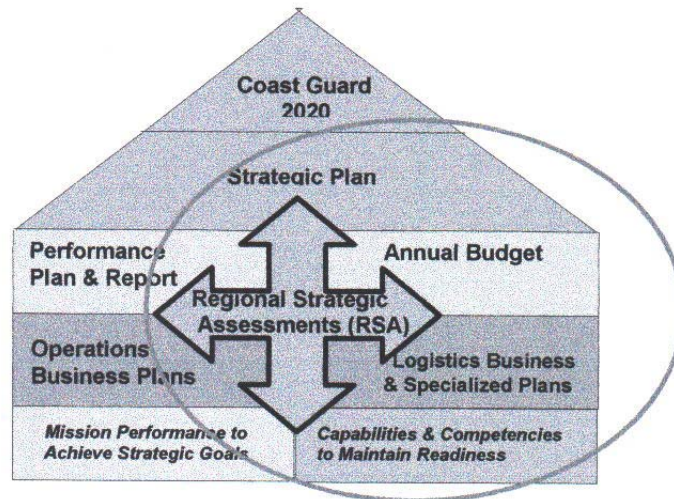 Coast Guard
2020
Strategic Plan
Performance
Plan & Report
Annual Budget
Regional Strategic
Assessments (RSA)
Operations
Business Plans
Logistics Business
& Specialized Plans
Mission Performance to
Achieve Strategic Goals
Capabilities & Competencies
to Maintain Readiness